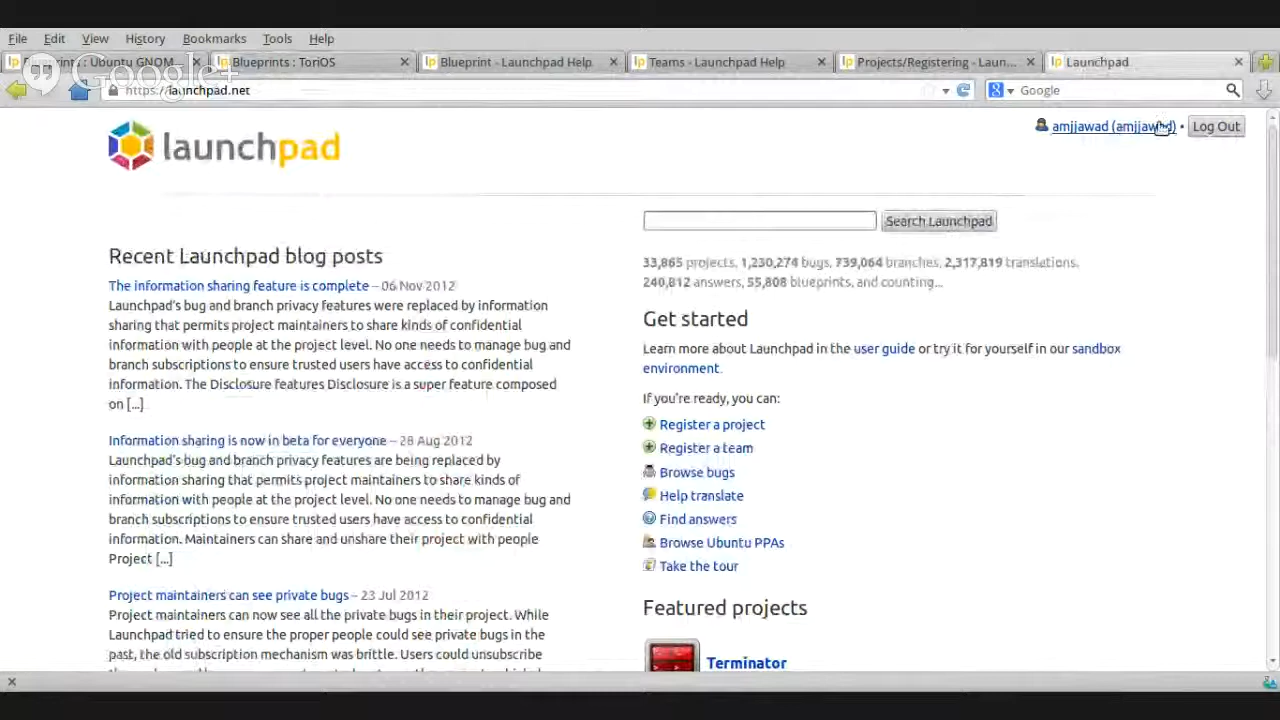 File Edit View History Bookmarks Tools Help
Ubuntu GNOM... Blueprints : ToriOS Blueprint - Launchpad Help Teams - Launchpad Help Projects/Registering - Laun... Launchpad
Google+
https://launchpad.net Google
launchpad amjjawad (amjjawad) • Log Out
Search Launchpad
Recent Launchpad blog posts
The information sharing feature is complete – 06 Nov 2012
Launchpad's bug and branch privacy features were replaced by information
sharing that permits project maintainers to share kinds of confidential
information with people at the project level. No one needs to manage bug and
branch subscriptions to ensure trusted users have access to confidential
information. The Disclosure features Disclosure is a super feature composed
on [...]
Information sharing is now in beta for everyone – 28 Aug 2012
Launchpad's bug and branch privacy features are being replaced by
information sharing that permits project maintainers to share kinds of
confidential information with people at the project level. No one needs to manage bug and
branch subscriptions to ensure trusted users have access to confidential
information. Maintainers can share and unshare their project with people
Project [...]
Project maintainers can see private bugs – 23 Jul 2012
Project maintainers can now see all the private bugs in their project. While
Launchpad tried to ensure the proper people could see private bugs in the
past, the old subscription mechanism was brittle. Users could unsubscribe
33,865 projects, 1,230,274 bugs, 739,064 branches, 2,317,819 translations,
240,812 answers, 55,808 blueprints, and counting...
Get started
Learn more about Launchpad in the user guide or try it for yourself in our sandbox
environment.
If you're ready, you can:
Register a project
Register a team
Browse bugs
Help translate
Find answers
Browse Ubuntu PPAs
Take the tour
Featured projects
Terminator